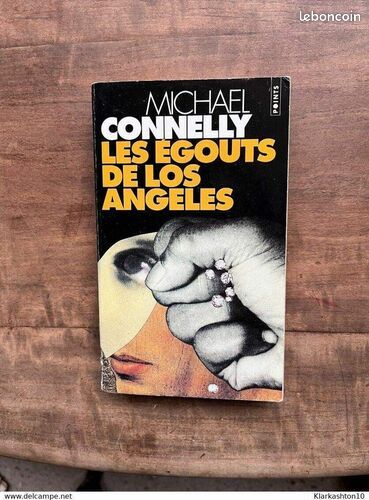 leboncoin
POINTS
MICHAEL
CONNELLY
LES EGOUTS
DE LOS
ANGELES
www.delcampe.net
Klarkashton10